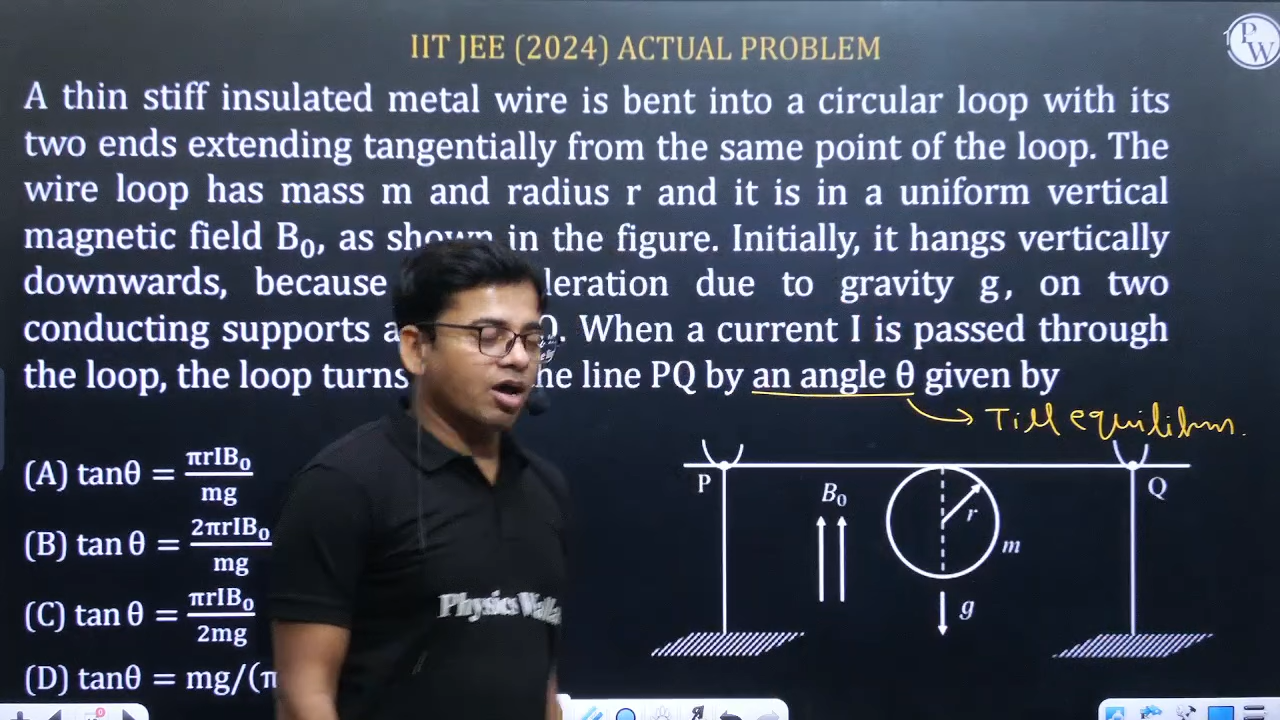 IIT JEE (2024) ACTUAL PROBLEM
PW
A thin stiff insulated metal wire is bent into a circular loop with its
two ends extending tangentially from the same point of the loop. The
wire loop has mass m and radius r and it is in a uniform vertical
magnetic field B₀, as shown in the figure. Initially, it hangs vertically
downwards, because leration due to gravity g, on two
conducting supports a . When a current I is passed through
the loop, the loop turns he line PQ by an angle θ given by
Till equilibrm.
(A) tanθ = πrIB₀/mg
(B) tan θ = 2πrIB₀/mg
(C) tan θ = πrIB₀/2mg
(D) tanθ = mg/(π
P
Q
B₀
r
m
g
Physics Wall